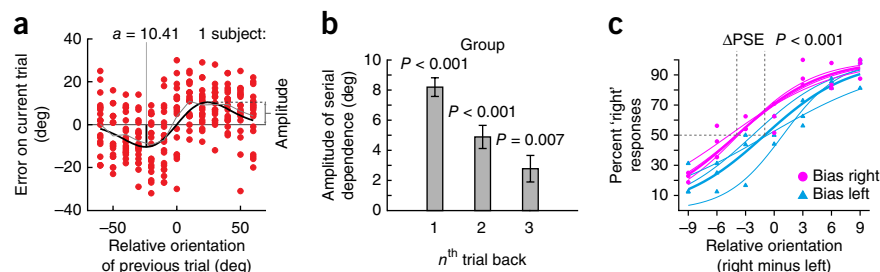 a
a = 10.41
1 subject:
Error on current trial
(deg)
40
20
0
−20
−40
Amplitude
−50
0
50
Relative orientation
of previous trial (deg)
b
Group
Amplitude of serial
dependence (deg)
10
8
6
4
2
0
P < 0.001
P < 0.001
P = 0.007
1
2
3
nth trial back
c
ΔPSE
P < 0.001
Percent 'right'
responses
90
70
50
30
10
Bias right
Bias left
−9
−6
−3
0
3
6
9
Relative orientation
(right minus left)